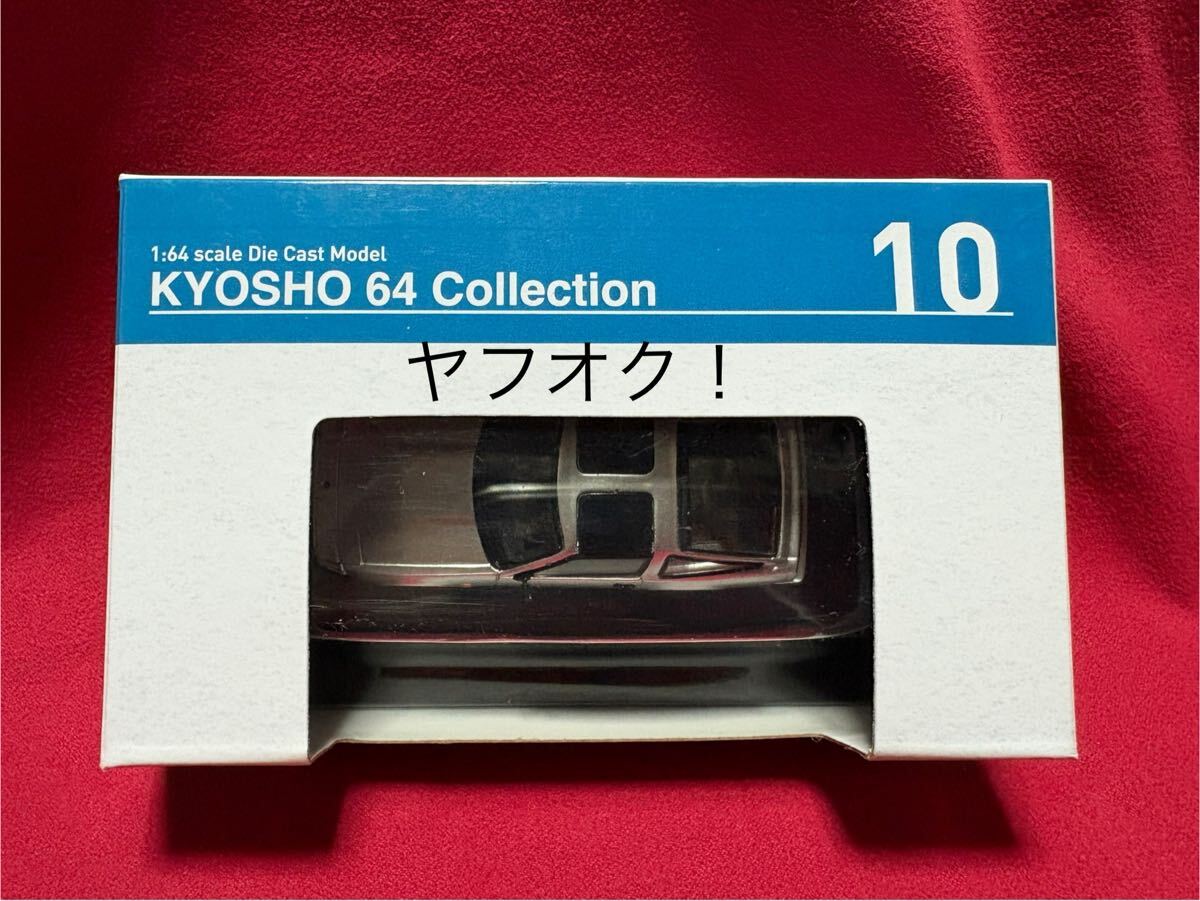 1:64 scale Die Cast Model
KYOSHO 64 Collection
10
ヤフオク！